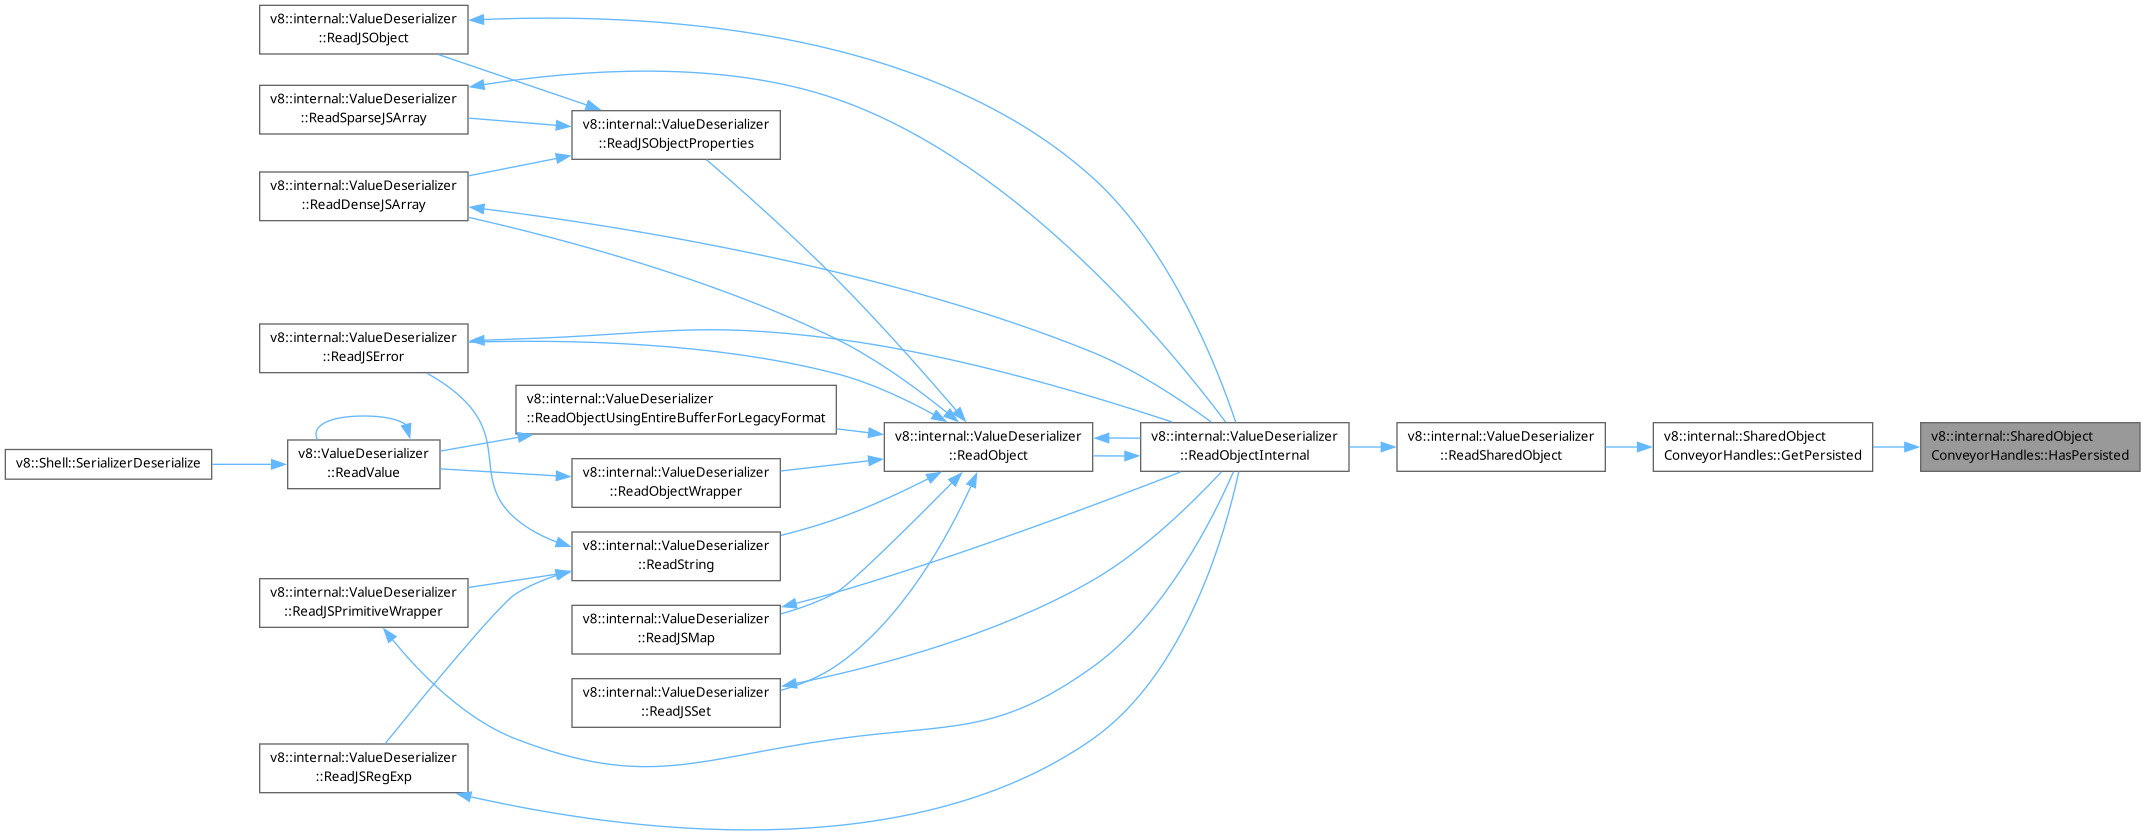 v8::internal::ValueDeserializer
::ReadJSObject
v8::internal::ValueDeserializer
::ReadSparseJSArray
v8::internal::ValueDeserializer
::ReadJSObjectProperties
v8::internal::ValueDeserializer
::ReadDenseJSArray
v8::internal::ValueDeserializer
::ReadJSError
v8::internal::ValueDeserializer
::ReadObjectUsingEntireBufferForLegacyFormat
v8::Shell::SerializerDeserialize
v8::ValueDeserializer
::ReadValue
v8::internal::ValueDeserializer
::ReadObjectWrapper
v8::internal::ValueDeserializer
::ReadObject
v8::internal::ValueDeserializer
::ReadObjectInternal
v8::internal::ValueDeserializer
::ReadSharedObject
v8::internal::SharedObject
ConveyorHandles::GetPersisted
v8::internal::SharedObject
ConveyorHandles::HasPersisted
v8::internal::ValueDeserializer
::ReadString
v8::internal::ValueDeserializer
::ReadJSPrimitiveWrapper
v8::internal::ValueDeserializer
::ReadJSMap
v8::internal::ValueDeserializer
::ReadJSSet
v8::internal::ValueDeserializer
::ReadJSRegExp